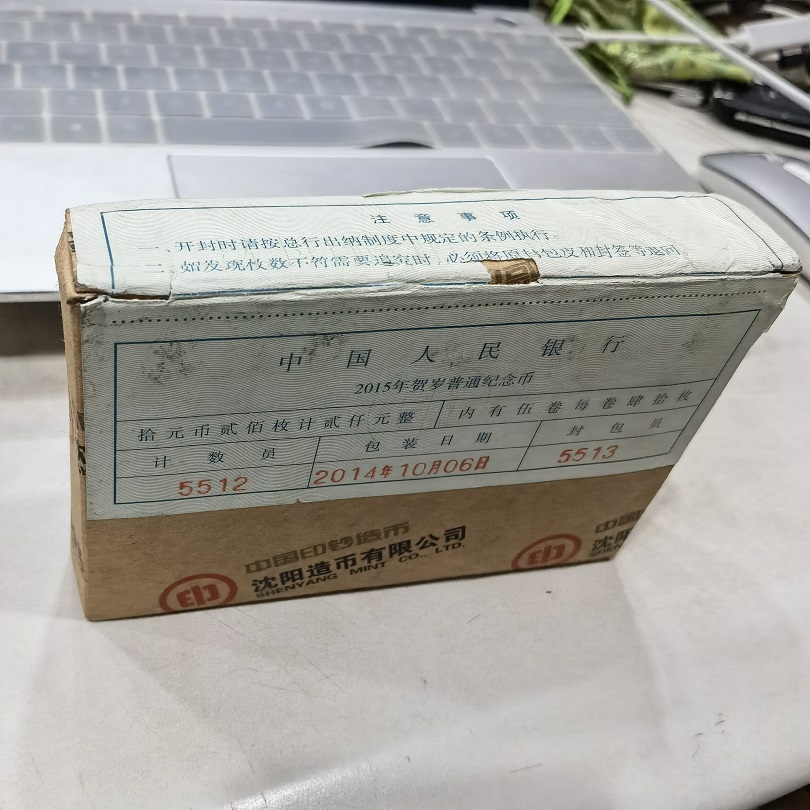 注意事项
一、开封时请按总行出纳制度中规定的条例执行。
二、如发现枚数不符需要追究时，必须将原封包皮和封签等退回。
中国人民银行
2015年贺岁普通纪念币
拾元币贰佰枚计贰仟元整 内有伍卷每卷肆拾枚
计数员 包装日期 封包员
5512 2014年10月06日 5513
中国印钞造币 中国
沈阳造币有限公司 沈阳
SHENYANG MINT CO., LTD.